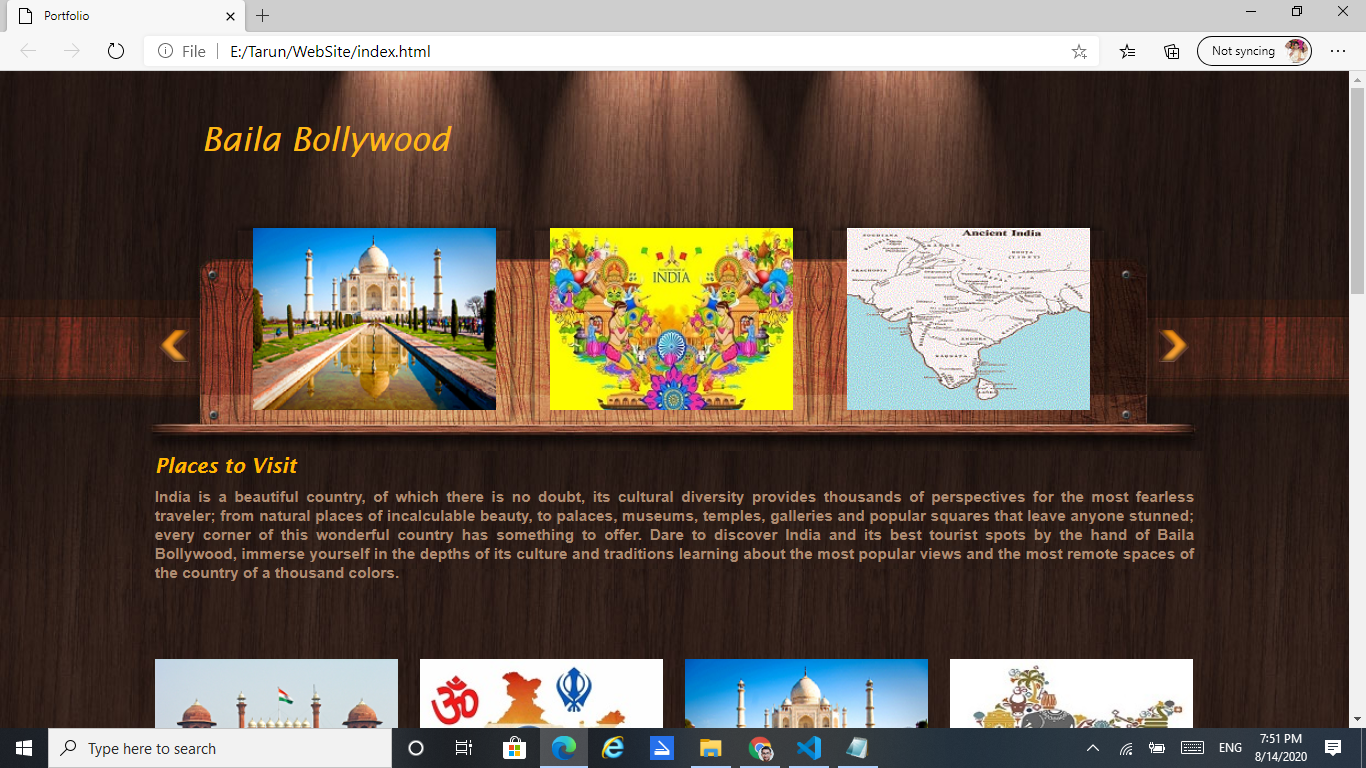 Portfolio
File
E:/Tarun/WebSite/index.html
Not syncing
Baila Bollywood
INDIA
Ancient India
Places to Visit
India is a beautiful country, of which there is no doubt, its cultural diversity provides thousands of perspectives for the most fearless
traveler; from natural places of incalculable beauty, to palaces, museums, temples, galleries and popular squares that leave anyone stunned;
every corner of this wonderful country has something to offer. Dare to discover India and its best tourist spots by the hand of Baila
Bollywood, immerse yourself in the depths of its culture and traditions learning about the most popular views and the most remote spaces of
the country of a thousand colors.
ॐ
Type here to search
ENG
7:51 PM
8/14/2020